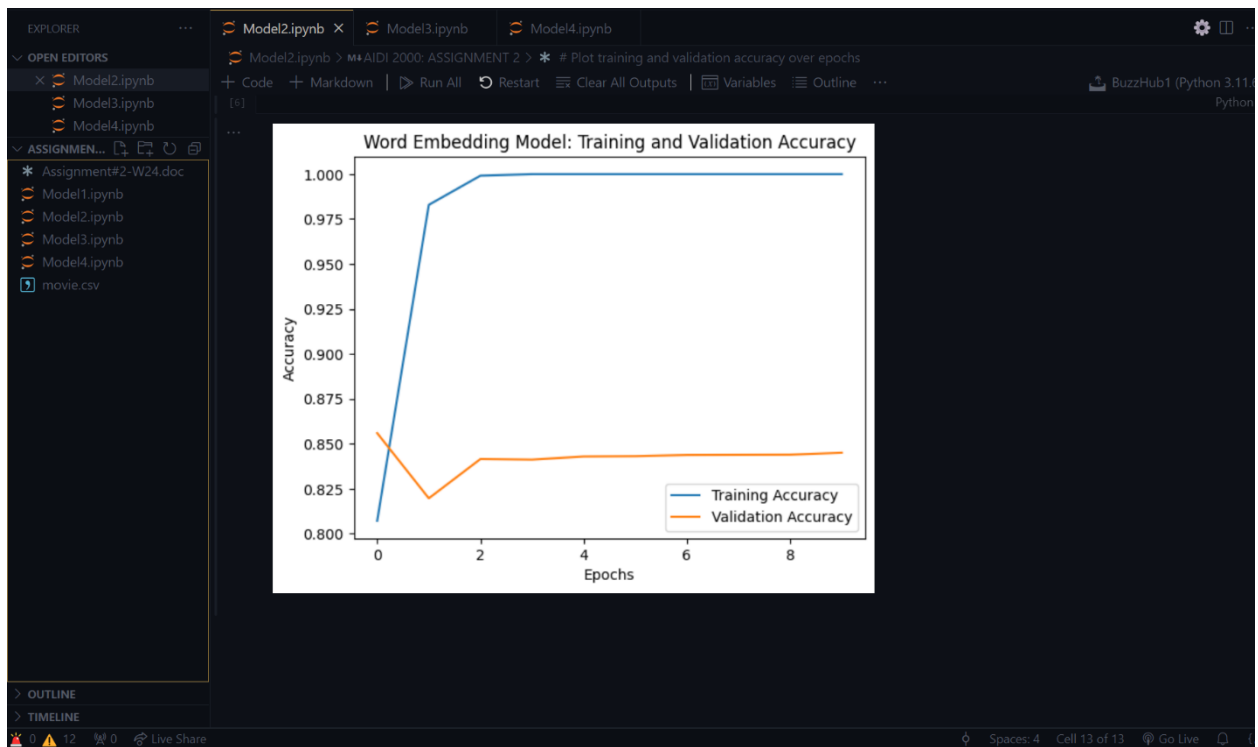 EXPLORER ···
OPEN EDITORS
Model2.ipynb
Model3.ipynb
Model4.ipynb
ASSIGNMEN...
Assignment#2-W24.doc
Model1.ipynb
Model2.ipynb
Model3.ipynb
Model4.ipynb
movie.csv
OUTLINE
TIMELINE
Model2.ipynb Model3.ipynb Model4.ipynb
Model2.ipynb > M↓AIDI 2000: ASSIGNMENT 2 > # Plot training and validation accuracy over epochs
+ Code + Markdown | Run All Restart Clear All Outputs | Variables Outline ··· BuzzHub1 (Python 3.11.6
[6] Python
...
Word Embedding Model: Training and Validation Accuracy
1.000
0.975
0.950
0.925
0.900
0.875
0.850
0.825
0.800
Accuracy
Training Accuracy
Validation Accuracy
0 2 4 6 8
Epochs
0 12 0 Live Share Spaces: 4 Cell 13 of 13 Go Live